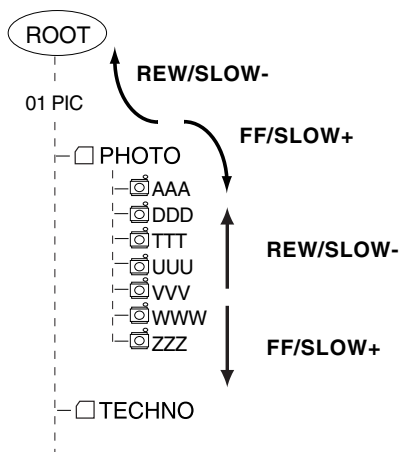 ROOT
REW/SLOW-
01 PIC
FF/SLOW+
PHOTO
AAA
DDD
TTT
UUU
VVV
WWW
ZZZ
REW/SLOW-
FF/SLOW+
TECHNO